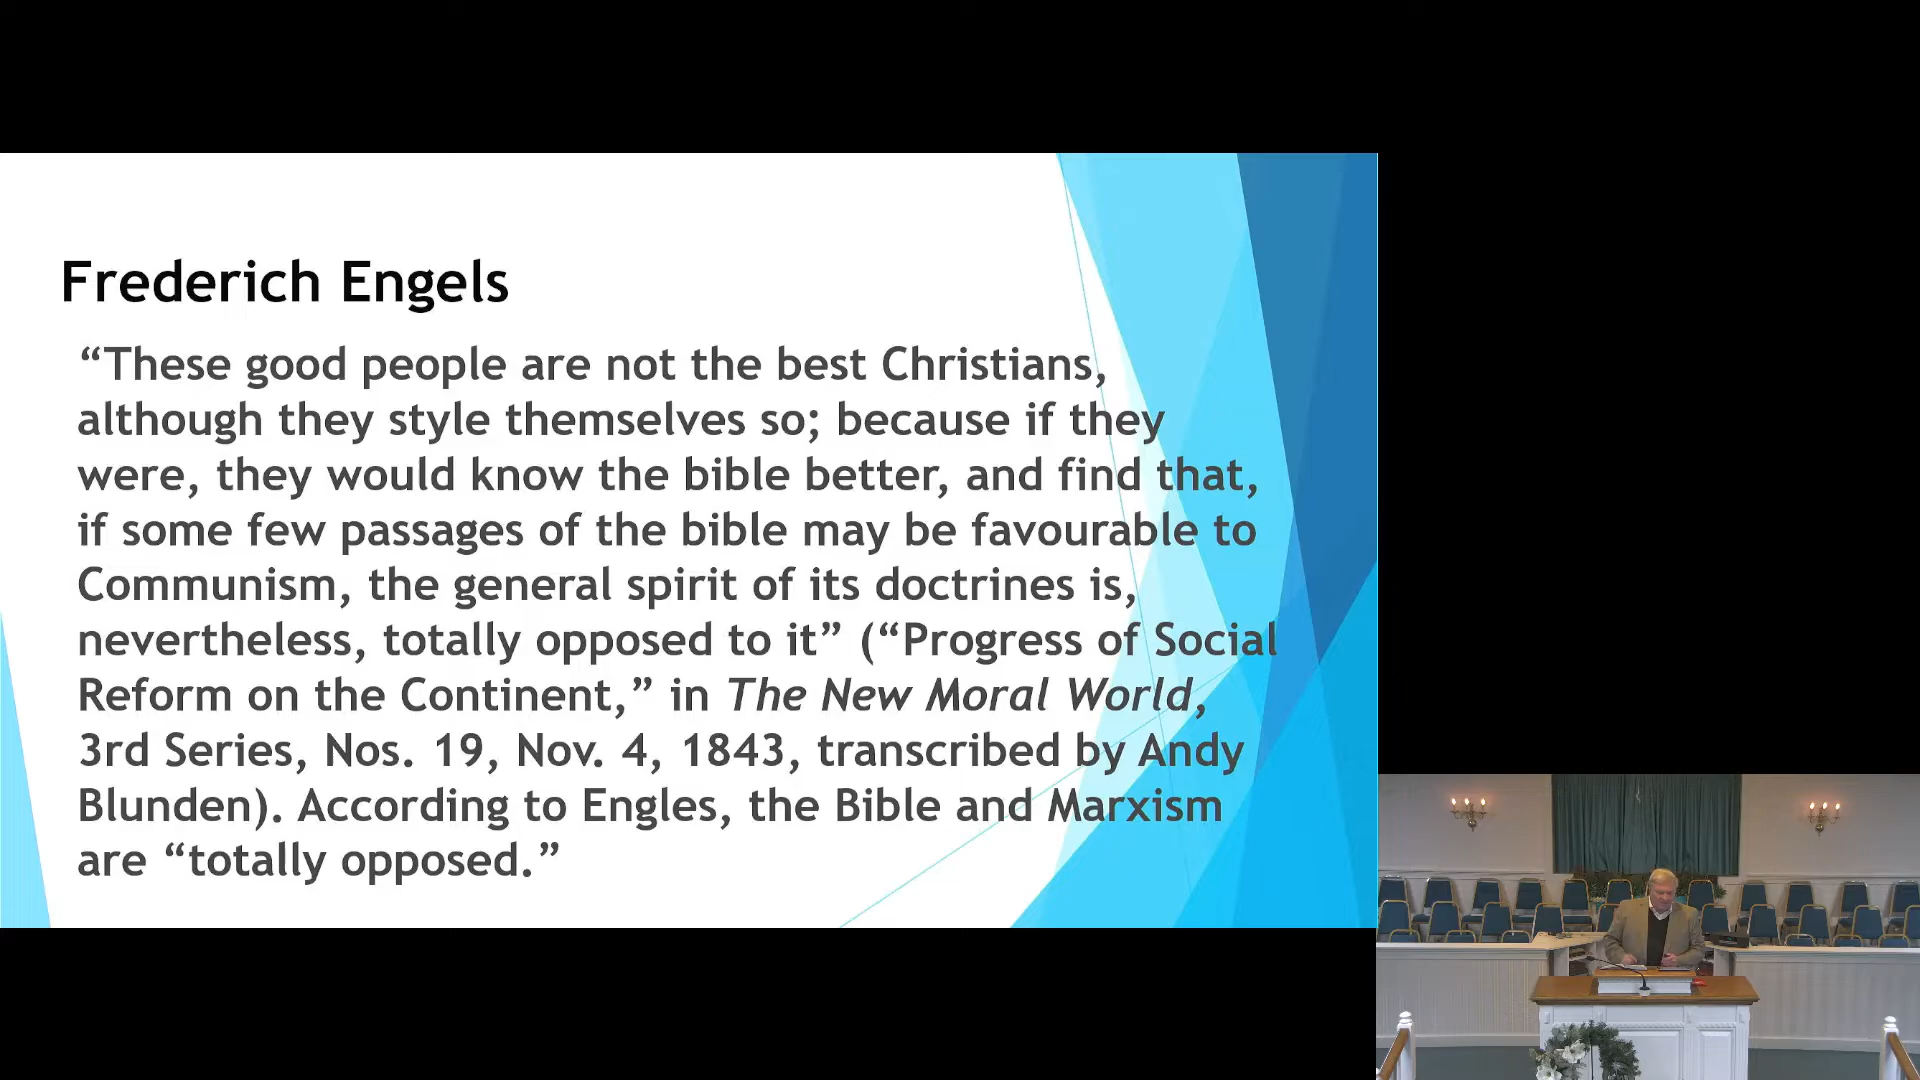 Frederich Engels
“These good people are not the best Christians,
although they style themselves so; because if they
were, they would know the bible better, and find that,
if some few passages of the bible may be favourable to
Communism, the general spirit of its doctrines is,
nevertheless, totally opposed to it” (“Progress of Social
Reform on the Continent,” in The New Moral World,
3rd Series, Nos. 19, Nov. 4, 1843, transcribed by Andy
Blunden). According to Engles, the Bible and Marxism
are “totally opposed.”